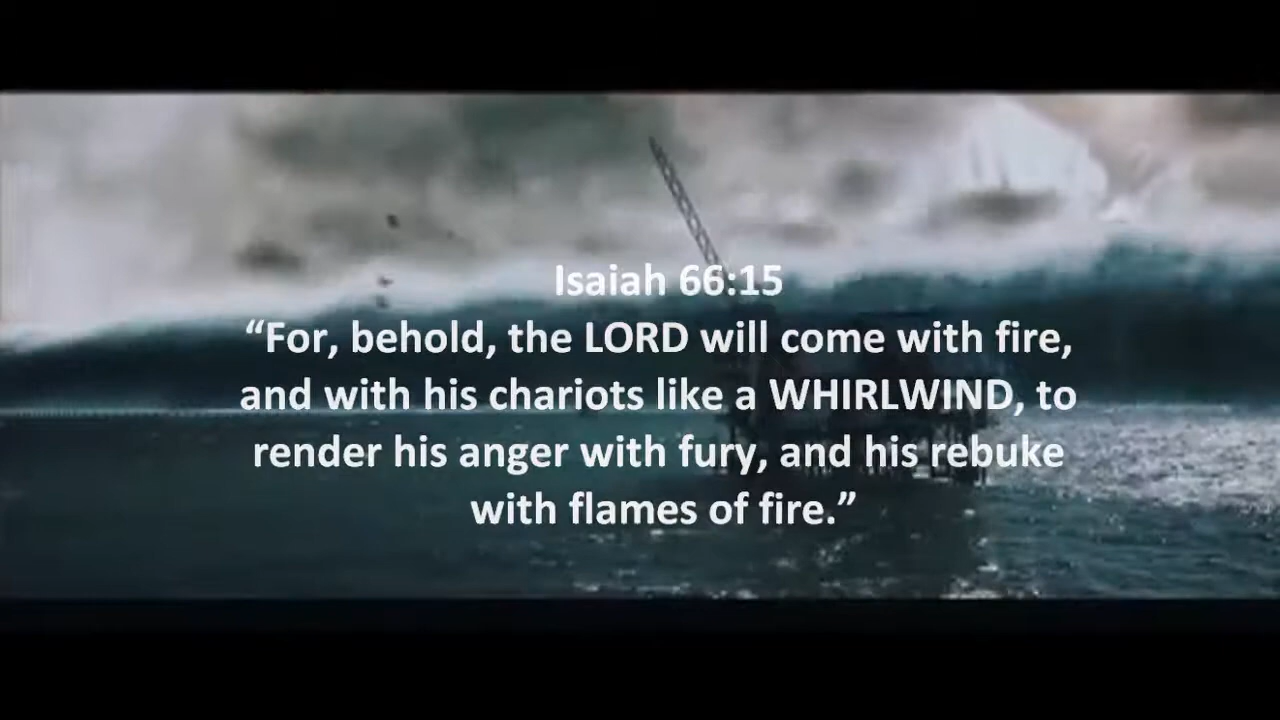 Isaiah 66:15
“For, behold, the LORD will come with fire,
and with his chariots like a WHIRLWIND, to
render his anger with fury, and his rebuke
with flames of fire.”